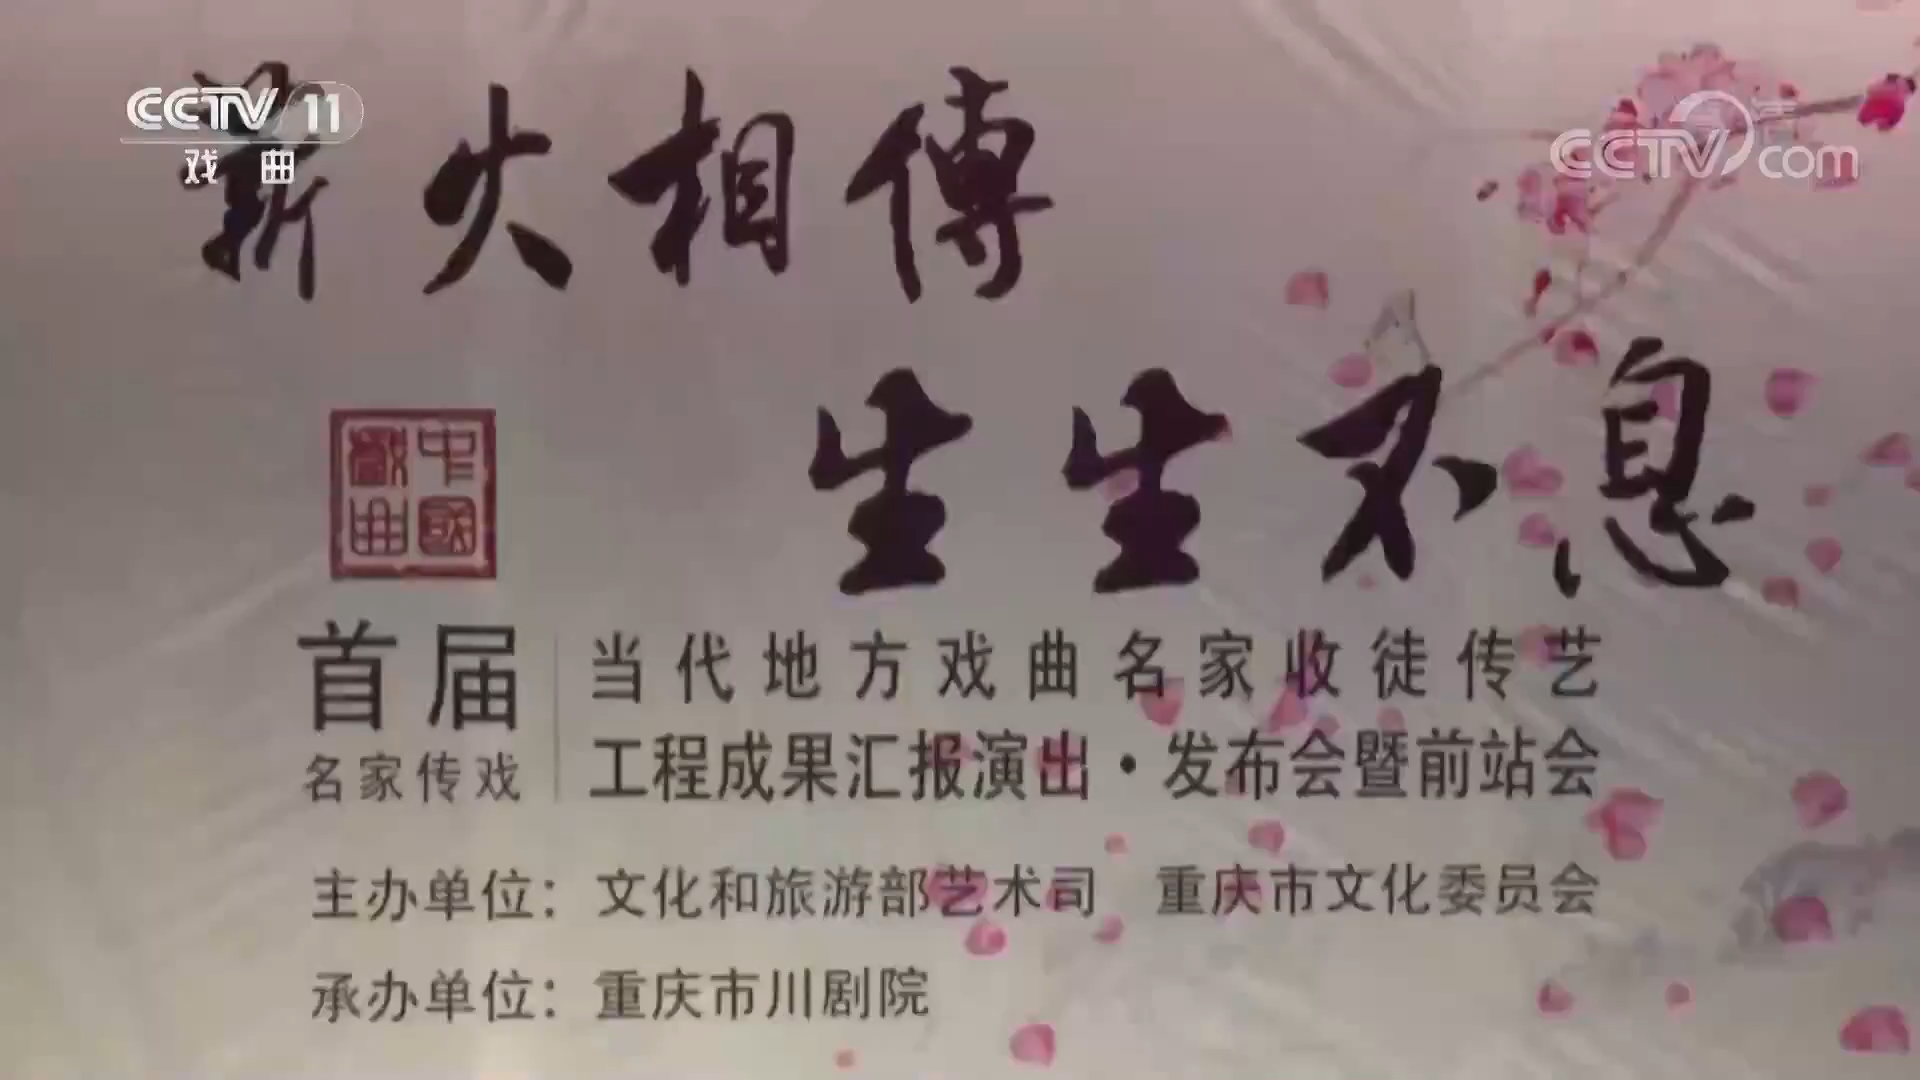 CCTV 11
戏曲
CCTV.com
薪火相傳
生生不息
中國戲曲
首届
名家传戏
当代地方戏曲名家收徒传艺
工程成果汇报演出·发布会暨前站会
主办单位：文化和旅游部艺术司 重庆市文化委员会
承办单位：重庆市川剧院